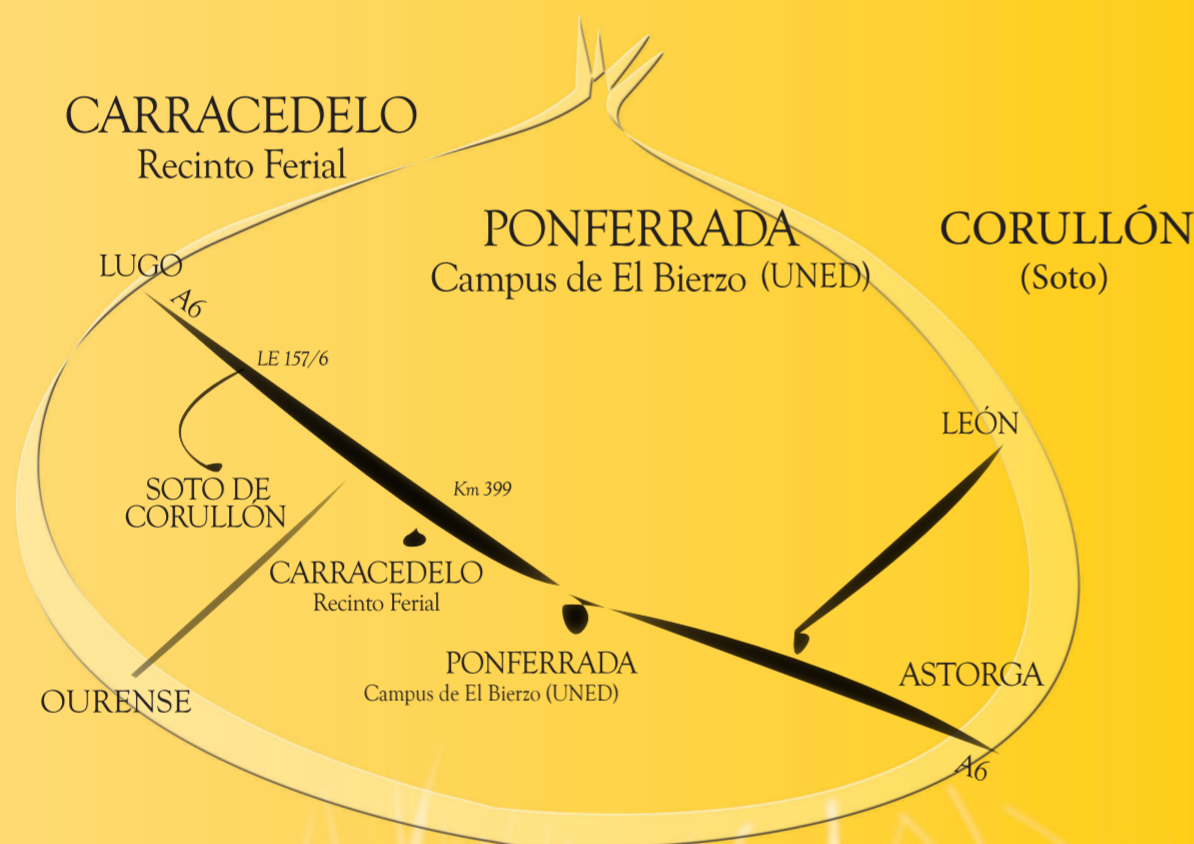 CARRACEDELO
Recinto Ferial
PONFERRADA
Campus de El Bierzo (UNED)
CORULLÓN
(Soto)
LUGO
A6
LE 157/6
LEÓN
SOTO DE
CORULLÓN
Km 399
CARRACEDELO
Recinto Ferial
PONFERRADA
Campus de El Bierzo (UNED)
ASTORGA
OURENSE
A6